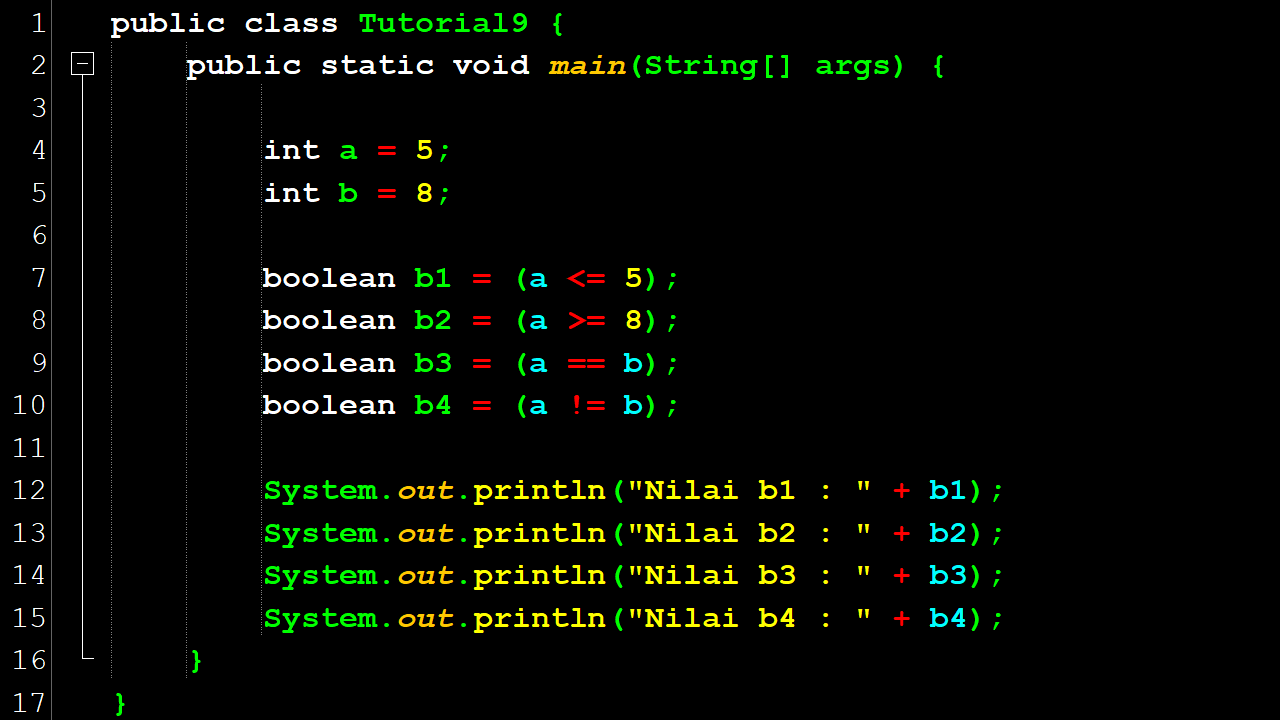 1 public class Tutorial9 {
2 public static void main(String[] args) {
3
4 int a = 5;
5 int b = 8;
6
7 boolean b1 = (a <= 5);
8 boolean b2 = (a >= 8);
9 boolean b3 = (a == b);
10 boolean b4 = (a != b);
11
12 System.out.println("Nilai b1 : " + b1);
13 System.out.println("Nilai b2 : " + b2);
14 System.out.println("Nilai b3 : " + b3);
15 System.out.println("Nilai b4 : " + b4);
16 }
17 }